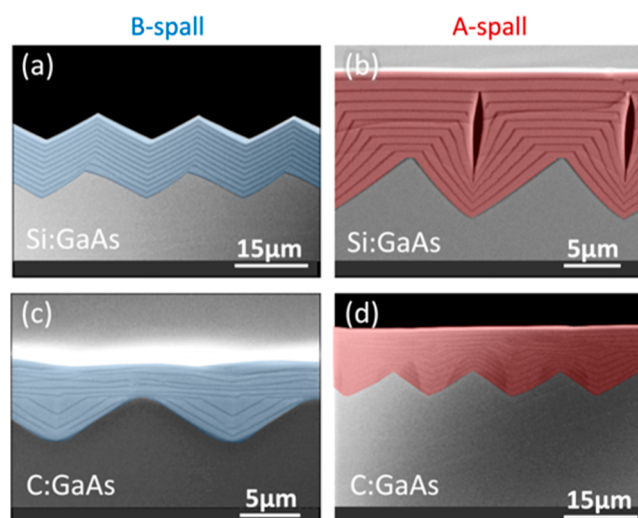 B-spall
A-spall
(a)
Si:GaAs
15µm
(b)
Si:GaAs
5µm
(c)
C:GaAs
5µm
(d)
C:GaAs
15µm